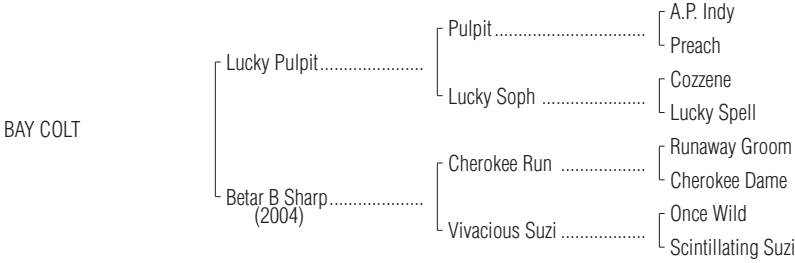 A.P. Indy
Pulpit
Preach
Lucky Pulpit
Cozzene
Lucky Soph
Lucky Spell
BAY COLT
Runaway Groom
Cherokee Run
Cherokee Dame
Betar B Sharp
(2004)
Once Wild
Vivacious Suzi
Scintillating Suzi